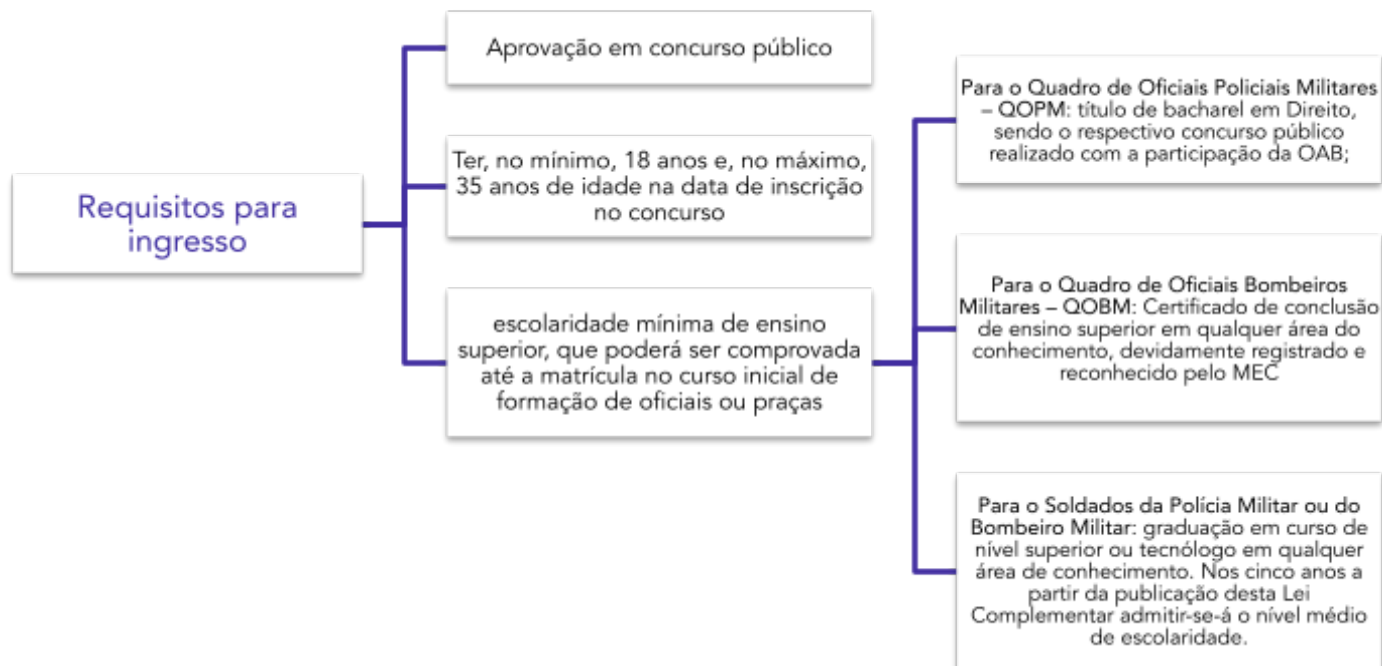 Requisitos para
ingresso
Aprovação em concurso público
Ter, no mínimo, 18 anos e, no máximo,
35 anos de idade na data de inscrição
no concurso
escolaridade mínima de ensino
superior, que poderá ser comprovada
até a matrícula no curso inicial de
formação de oficiais ou praças
Para o Quadro de Oficiais Policiais Militares
– QOPM: título de bacharel em Direito,
sendo o respectivo concurso público
realizado com a participação da OAB;
Para o Quadro de Oficiais Bombeiros
Militares – QOBM: Certificado de conclusão
de ensino superior em qualquer área do
conhecimento, devidamente registrado e
reconhecido pelo MEC
Para o Soldados da Polícia Militar ou do
Bombeiro Militar: graduação em curso de
nível superior ou tecnólogo em qualquer
área de conhecimento. Nos cinco anos a
partir da publicação desta Lei
Complementar admitir-se-á o nível médio
de escolaridade.